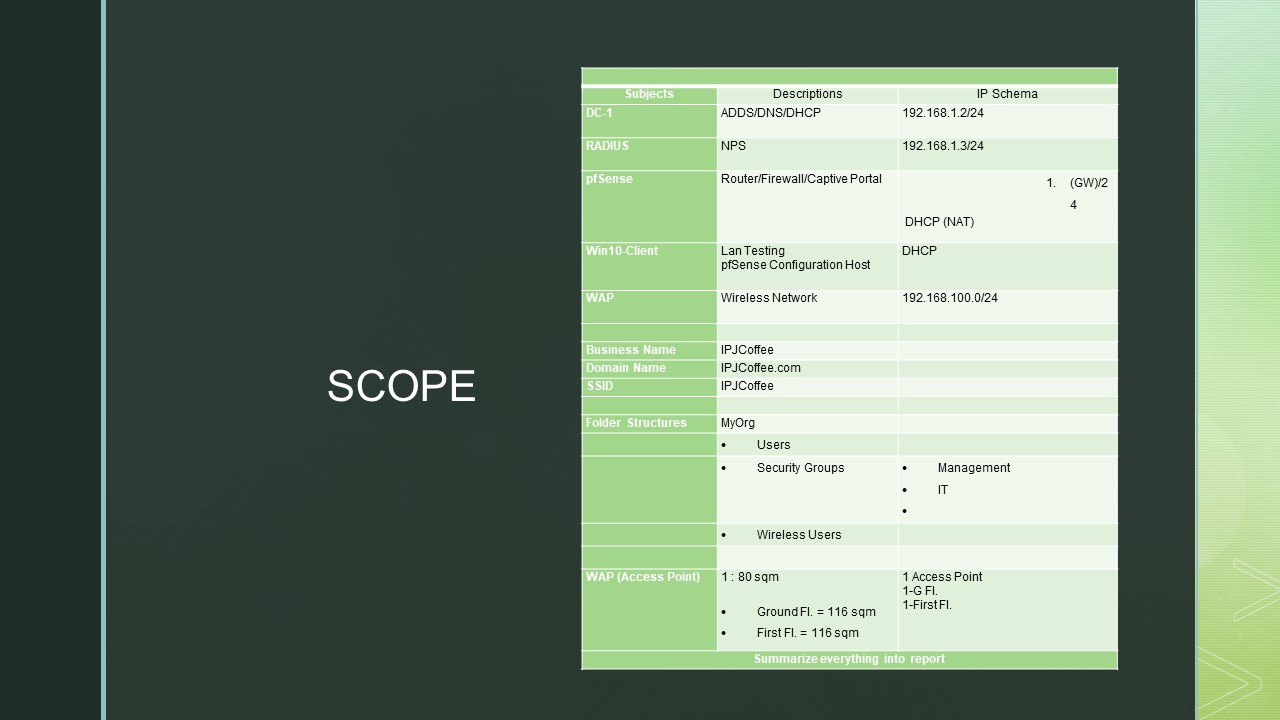 SCOPE
Subjects Descriptions IP Schema
DC-1 ADDS/DNS/DHCP 192.168.1.2/24
RADIUS NPS 192.168.1.3/24
pfSense Router/Firewall/Captive Portal 1. (GW)/2
4
DHCP (NAT)
Win10-Client Lan Testing DHCP
pfSense Configuration Host
WAP Wireless Network 192.168.100.0/24
Business Name IPJCoffee
Domain Name IPJCoffee.com
SSID IPJCoffee
Folder Structures MyOrg
• Users
• Security Groups • Management
• IT
•
• Wireless Users
WAP (Access Point) 1 : 80 sqm 1 Access Point
1-G Fl.
1-First Fl.
• Ground Fl. = 116 sqm
• First Fl. = 116 sqm
Summarize everything into report